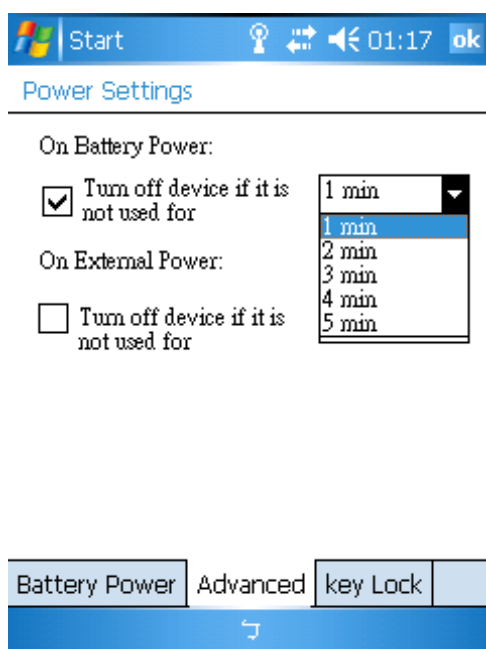 Start 01:17 ok
Power Settings
On Battery Power:
Turn off device if it is
not used for
1 min
1 min
2 min
3 min
4 min
5 min
On External Power:
Turn off device if it is
not used for
Battery Power Advanced key Lock